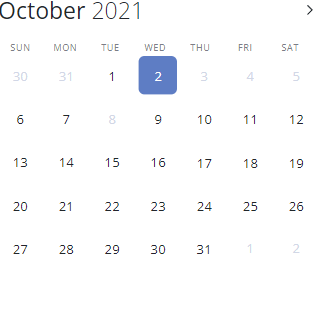 October 2021
SUN MON TUE WED THU FRI SAT
30 31 1 2 3 4 5
6 7 8 9 10 11 12
13 14 15 16 17 18 19
20 21 22 23 24 25 26
27 28 29 30 31 1 2